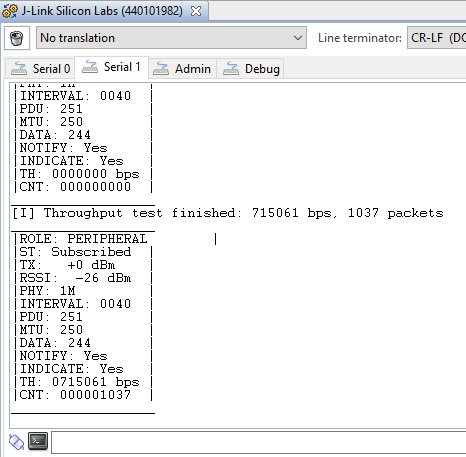 J-Link Silicon Labs (440101982)
No translation
Line terminator: CR-LF (DO
Serial 0 Serial 1 Admin Debug
|PHY: 1M |
|INTERVAL: 0040 |
|PDU: 251 |
|MTU: 250 |
|DATA: 244 |
|NOTIFY: Yes |
|INDICATE: Yes |
|TH: 0000000 bps |
|CNT: 000000000 |
[I] Throughput test finished: 715061 bps, 1037 packets
|ROLE: PERIPHERAL |
|ST: Subscribed |
|TX: +0 dBm |
|RSSI: -26 dBm |
|PHY: 1M |
|INTERVAL: 0040 |
|PDU: 251 |
|MTU: 250 |
|DATA: 244 |
|NOTIFY: Yes |
|INDICATE: Yes |
|TH: 0715061 bps |
|CNT: 000001037 |